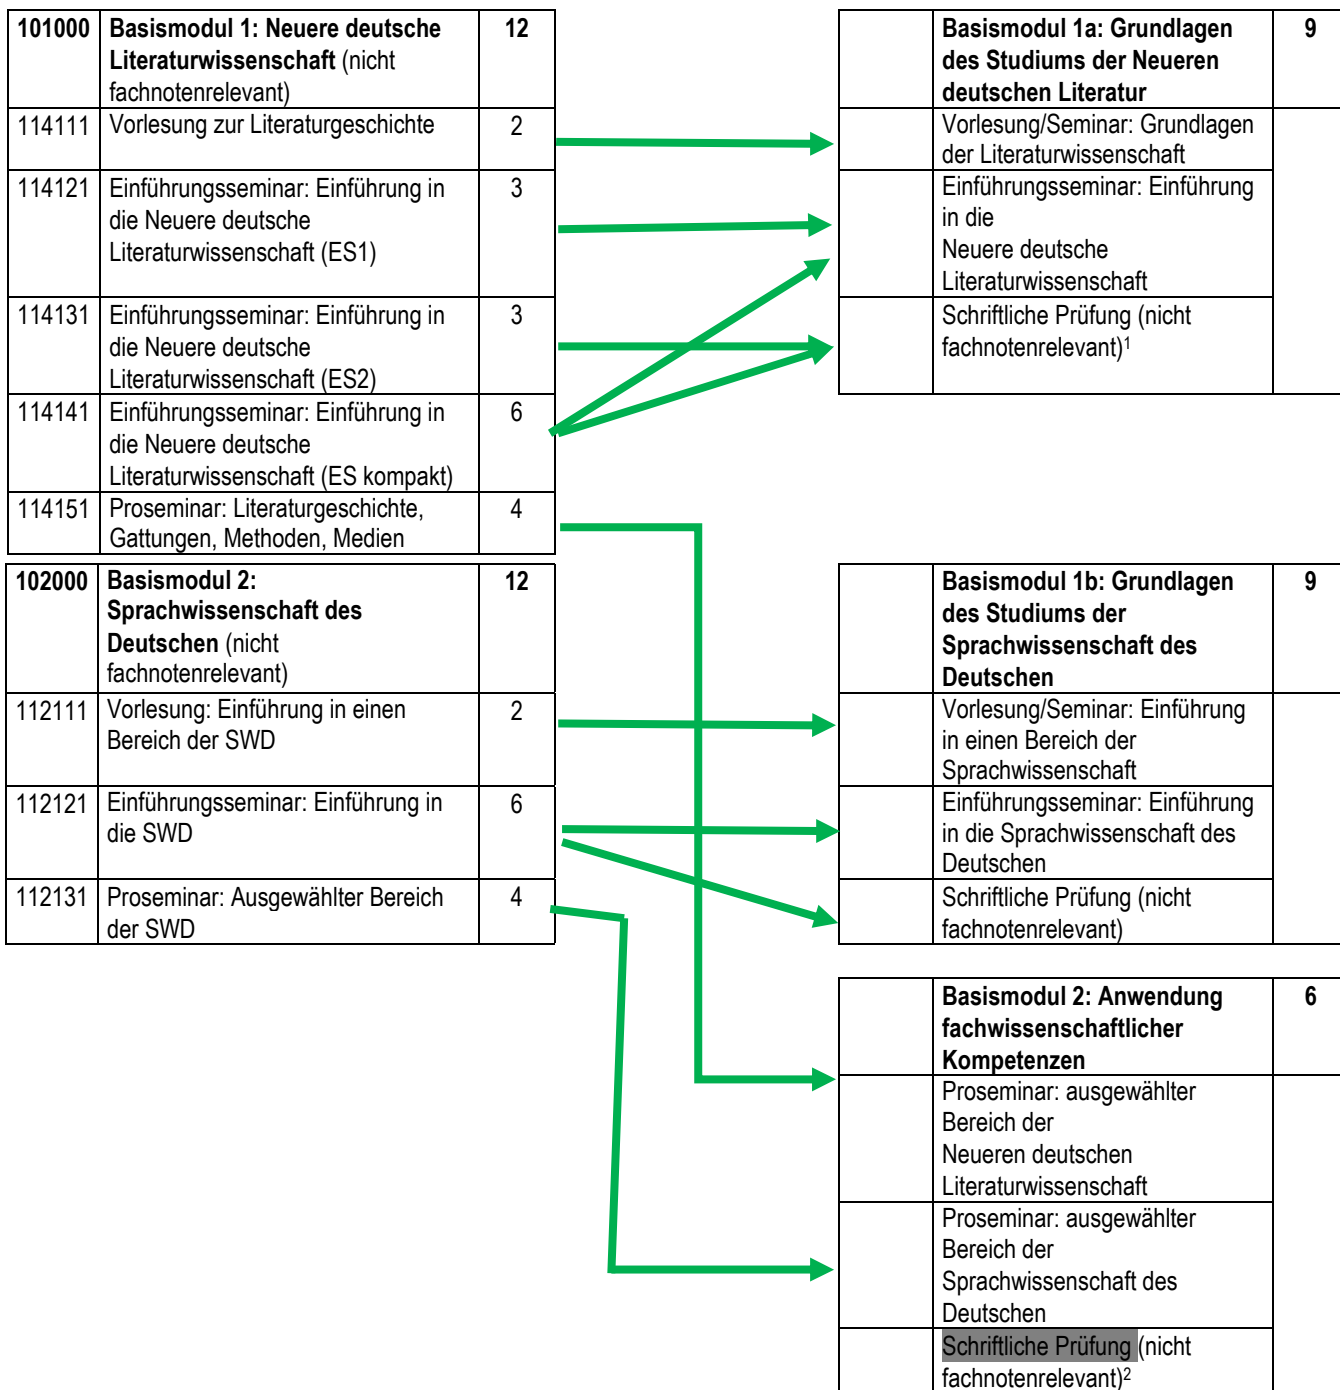 101000 Basismodul 1: Neuere deutsche 12
Literaturwissenschaft (nicht
fachnotenrelevant)
114111 Vorlesung zur Literaturgeschichte 2
114121 Einführungsseminar: Einführung in 3
die Neuere deutsche
Literaturwissenschaft (ES1)
114131 Einführungsseminar: Einführung in 3
die Neuere deutsche
Literaturwissenschaft (ES2)
114141 Einführungsseminar: Einführung in 6
die Neuere deutsche
Literaturwissenschaft (ES kompakt)
114151 Proseminar: Literaturgeschichte, 4
Gattungen, Methoden, Medien
102000 Basismodul 2: 12
Sprachwissenschaft des
Deutschen (nicht
fachnotenrelevant)
112111 Vorlesung: Einführung in einen 2
Bereich der SWD
112121 Einführungsseminar: Einführung in 6
die SWD
112131 Proseminar: Ausgewählter Bereich 4
der SWD
Basismodul 1a: Grundlagen 9
des Studiums der Neueren
deutschen Literatur
Vorlesung/Seminar: Grundlagen
der Literaturwissenschaft
Einführungsseminar: Einführung
in die
Neuere deutsche
Literaturwissenschaft
Schriftliche Prüfung (nicht
fachnotenrelevant)1
Basismodul 1b: Grundlagen 9
des Studiums der
Sprachwissenschaft des
Deutschen
Vorlesung/Seminar: Einführung
in einen Bereich der
Sprachwissenschaft
Einführungsseminar: Einführung
in die Sprachwissenschaft des
Deutschen
Schriftliche Prüfung (nicht
fachnotenrelevant)
Basismodul 2: Anwendung 6
fachwissenschaftlicher
Kompetenzen
Proseminar: ausgewählter
Bereich der
Neueren deutschen
Literaturwissenschaft
Proseminar: ausgewählter
Bereich der
Sprachwissenschaft des
Deutschen
Schriftliche Prüfung (nicht
fachnotenrelevant)2